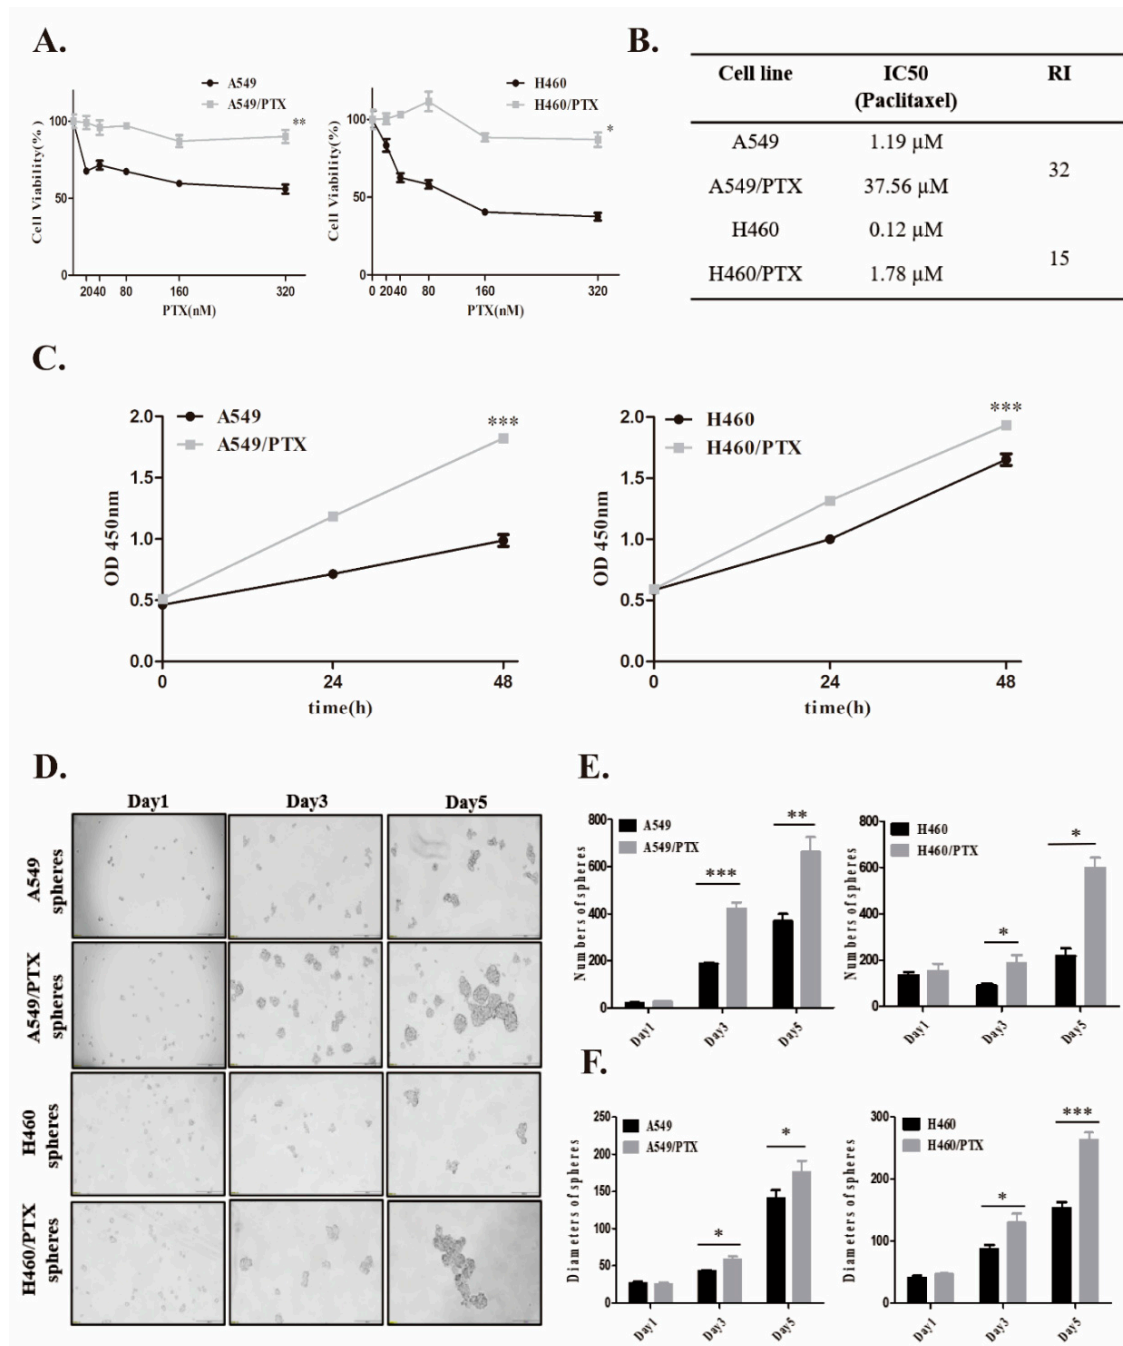 A.
A549
A549/PTX
Cell Viability(%)
100
50
0
**
2040 80 160 320
PTX(nM)
H460
H460/PTX
Cell Viability(%)
100
50
0
*
0 2040 80 160 320
PTX(nM)
B.
Cell line IC50 RI
(Paclitaxel)
A549 1.19 µM
32
A549/PTX 37.56 µM
H460 0.12 µM
15
H460/PTX 1.78 µM
C.
A549
A549/PTX
***
OD 450nm
2.0
1.5
1.0
0.5
0.0
0 24 48
time(h)
H460
H460/PTX
***
OD 450nm
2.0
1.5
1.0
0.5
0.0
0 24 48
time(h)
D.
Day1 Day3 Day5
A549
spheres
A549/PTX
spheres
H460
spheres
H460/PTX
spheres
E.
A549
A549/PTX
Numbers of spheres
800
600
400
200
0
***
**
Day1 Day3 Day5
H460
H460/PTX
Numbers of spheres
800
600
400
200
0
*
*
Day1 Day3 Day5
F.
A549
A549/PTX
Diameters of spheres
250
200
150
100
50
0
*
*
Day1 Day3 Day5
H460
H460/PTX
Diameters of spheres
300
200
100
0
*
***
Day1 Day3 Day5